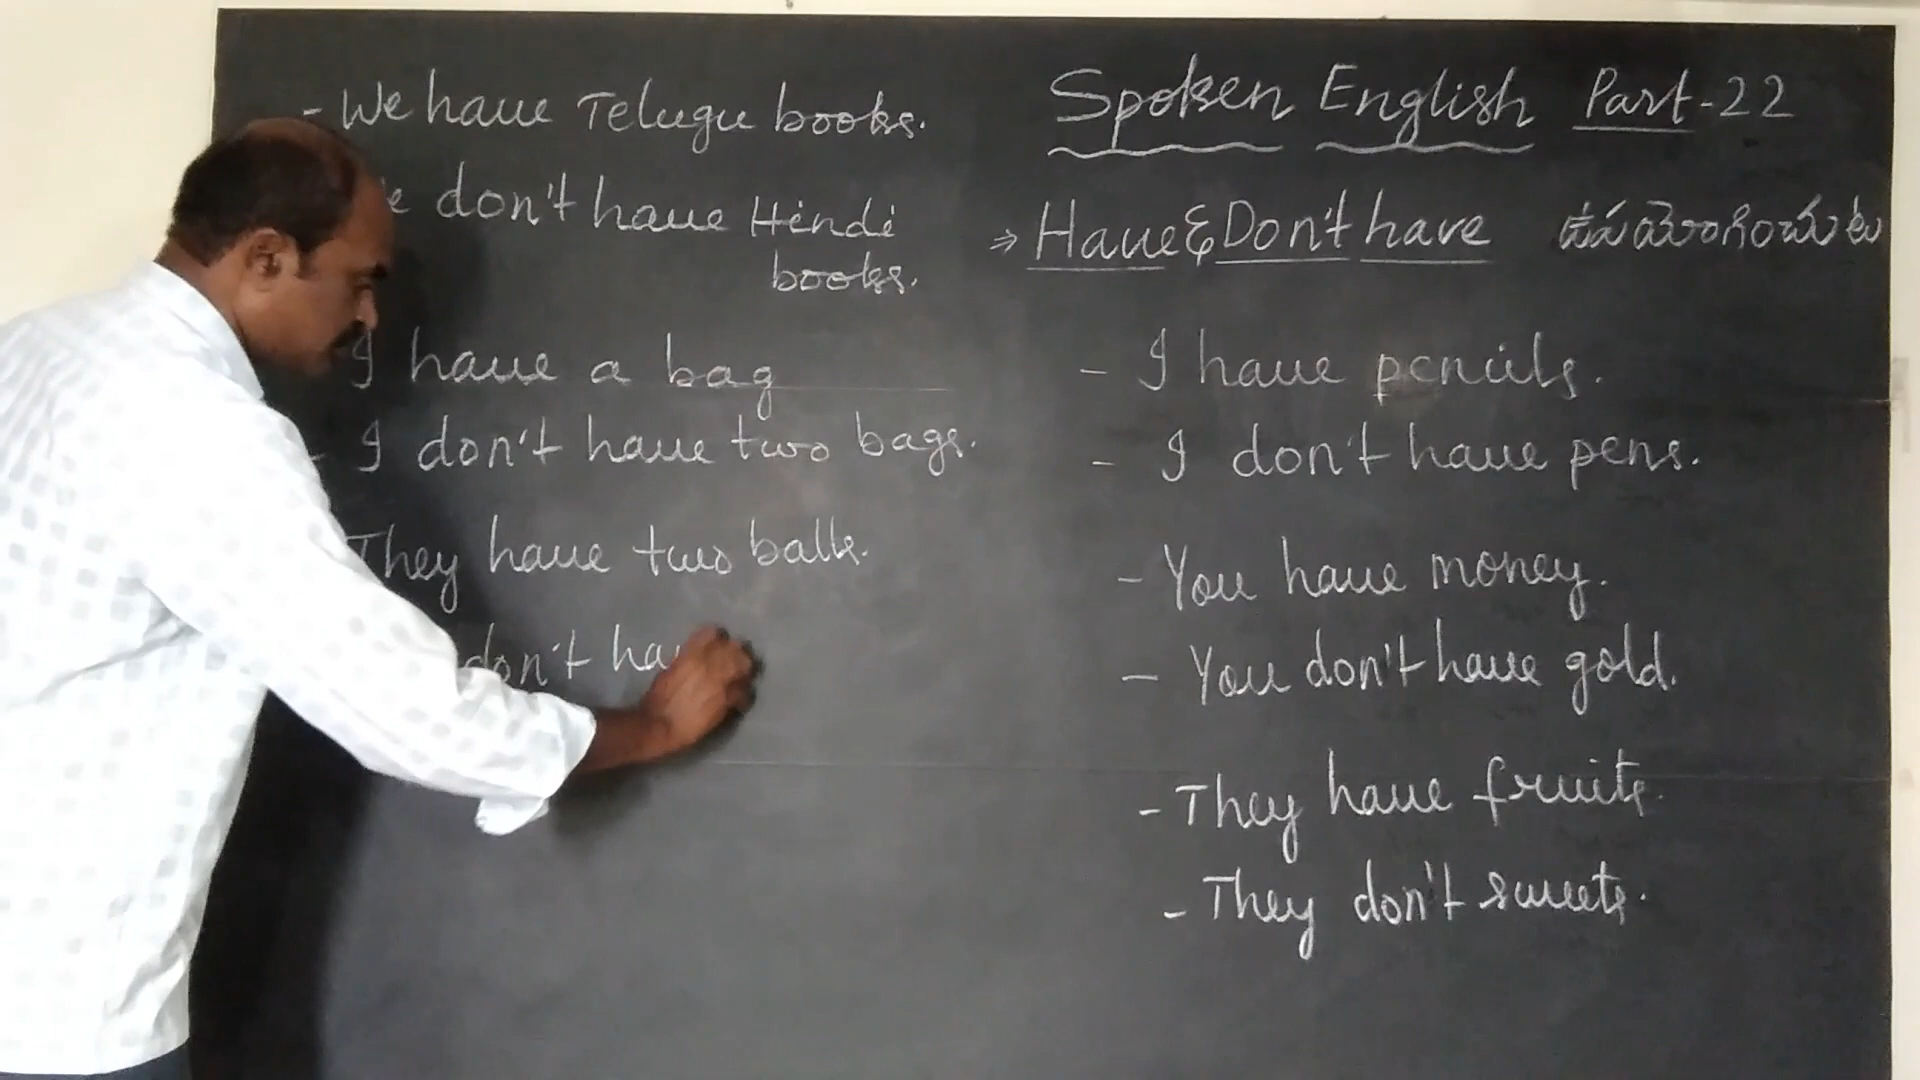 Spoken English Part-22
⇒ Have & Don't have ఉపయోగించుట
- I have pencils.
- I don't have pens.
- You have money.
- You don't have gold.
- They have fruits.
- They don't sweets.
- We have Telugu books.
don't have Hindi
books.
I have a bag
- I don't have two bags.
They have two balls.
don't ha